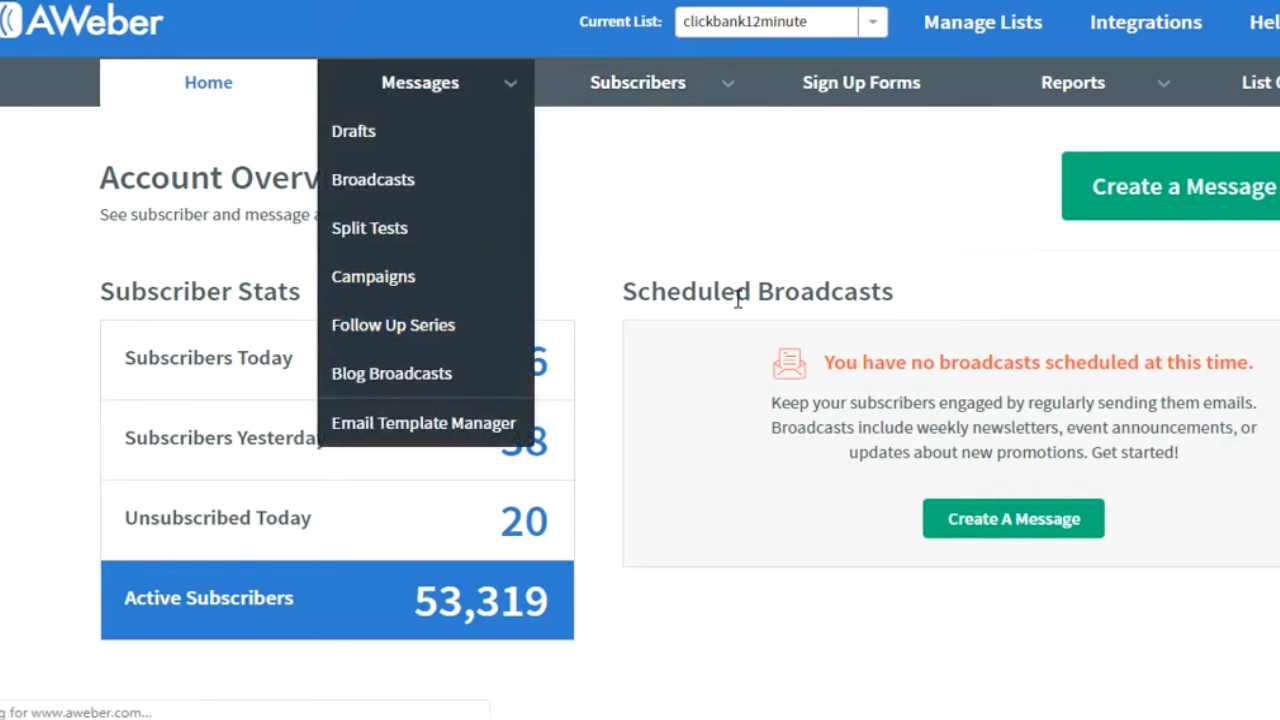 AWeber
Current List:
clickbank12minute
Manage Lists
Integrations
Home
Messages
Subscribers
Sign Up Forms
Reports
List
Drafts
Broadcasts
Split Tests
Campaigns
Follow Up Series
Blog Broadcasts
Email Template Manager
Account Overv
See subscriber and message
Create a Message
Subscriber Stats
Subscribers Today
6
Subscribers Yesterday
38
Unsubscribed Today
20
Active Subscribers
53,319
Scheduled Broadcasts
You have no broadcasts scheduled at this time.
Keep your subscribers engaged by regularly sending them emails.
Broadcasts include weekly newsletters, event announcements, or
updates about new promotions. Get started!
Create A Message
g for www.aweber.com...